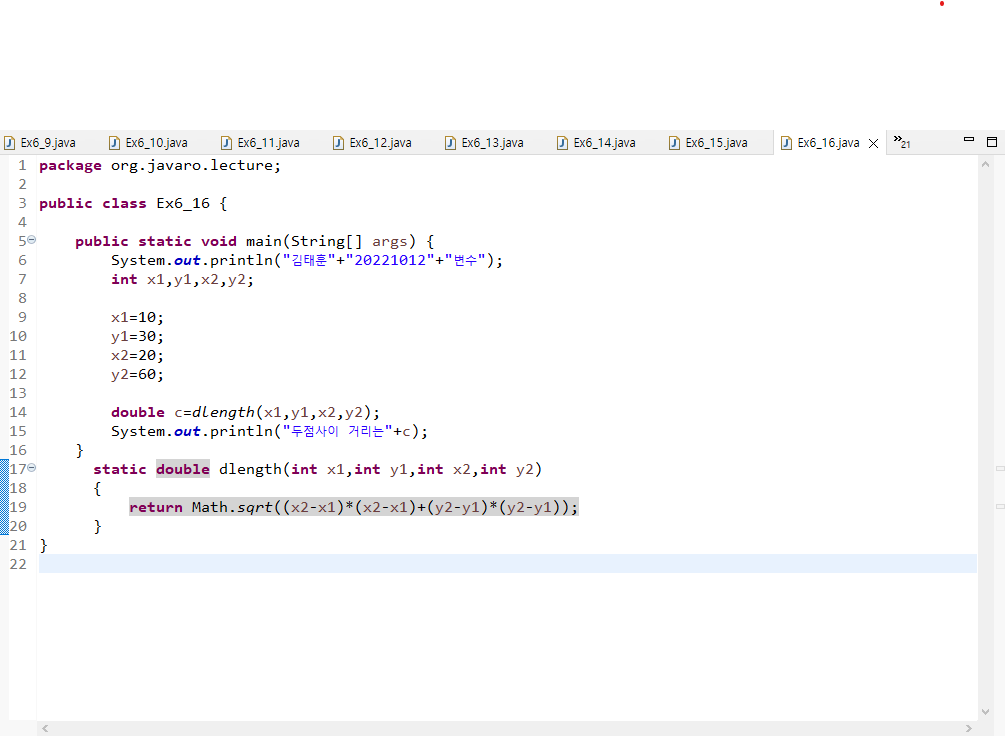 Ex6_9.java Ex6_10.java Ex6_11.java Ex6_12.java Ex6_13.java Ex6_14.java Ex6_15.java Ex6_16.java 21
1 package org.javaro.lecture;
2
3 public class Ex6_16 {
4
5 public static void main(String[] args) {
6 System.out.println("김태훈"+"20221012"+"변수");
7 int x1,y1,x2,y2;
8
9 x1=10;
10 y1=30;
11 x2=20;
12 y2=60;
13
14 double c=dlength(x1,y1,x2,y2);
15 System.out.println("두점사이 거리는"+c);
16 }
17 static double dlength(int x1,int y1,int x2,int y2)
18 {
19 return Math.sqrt((x2-x1)*(x2-x1)+(y2-y1)*(y2-y1));
20 }
21 }
22